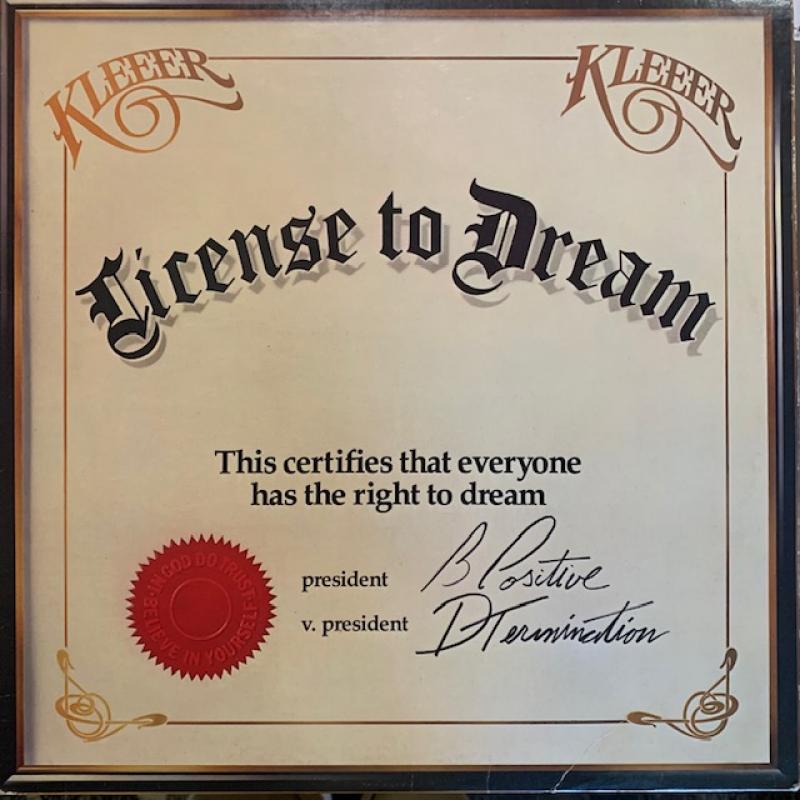 KLEEER
KLEEER
License to Dream
This certifies that everyone
has the right to dream
president B Positive
v. president DTermination
IN GOD DO TRUST·
BELIEVE IN YOURSELF·